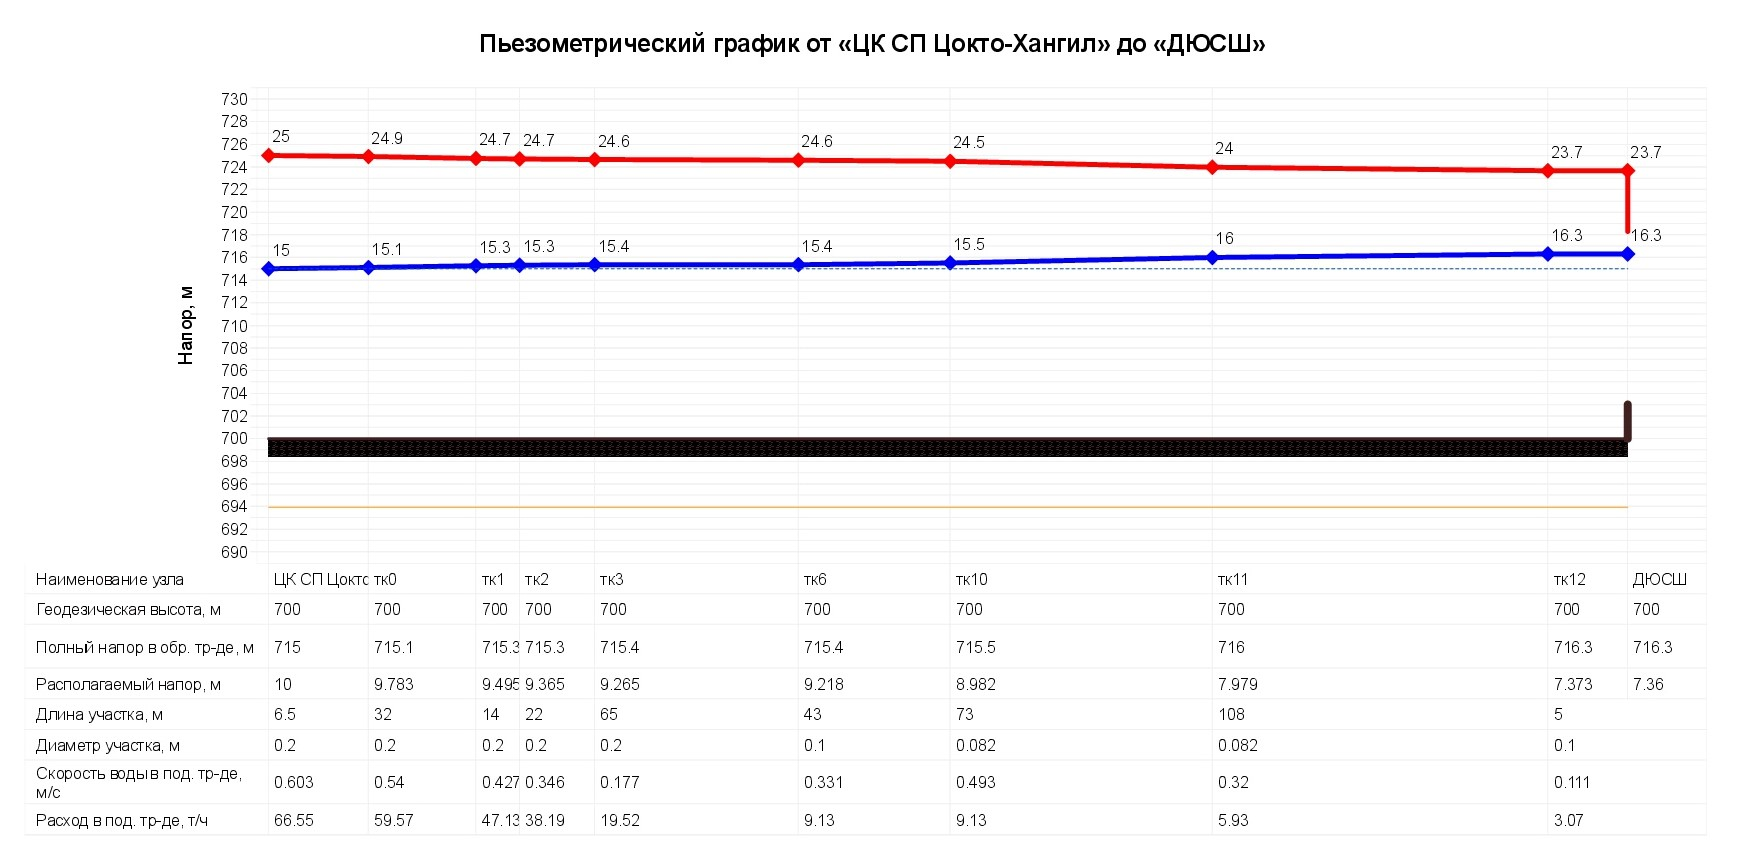 Пьезометрический график от «ЦК СП Цокто-Хангил» до «ДЮСШ»
730
728
726
724
722
720
718
716
714
712
710
708
706
704
702
700
698
696
694
692
690
Напор, м
25 24.9 24.7 24.7 24.6 24.6 24.5 24 23.7 23.7
15 15.1 15.3 15.3 15.4 15.4 15.5 16 16.3 16.3
Наименование узла ЦК СП Цокто тк0 тк1 тк2 тк3 тк6 тк10 тк11 тк12 ДЮСШ
Геодезическая высота, м 700 700 700 700 700 700 700 700 700 700
Полный напор в обр. тр-де, м 715 715.1 715.3 715.3 715.4 715.4 715.5 716 716.3 716.3
Располагаемый напор, м 10 9.783 9.495 9.365 9.265 9.218 8.982 7.979 7.373 7.36
Длина участка, м 6.5 32 14 22 65 43 73 108 5
Диаметр участка, м 0.2 0.2 0.2 0.2 0.2 0.1 0.082 0.082 0.1
Скорость воды в под. тр-де,
м/с 0.603 0.54 0.427 0.346 0.177 0.331 0.493 0.32 0.111
Расход в под. тр-де, т/ч 66.55 59.57 47.13 38.19 19.52 9.13 9.13 5.93 3.07